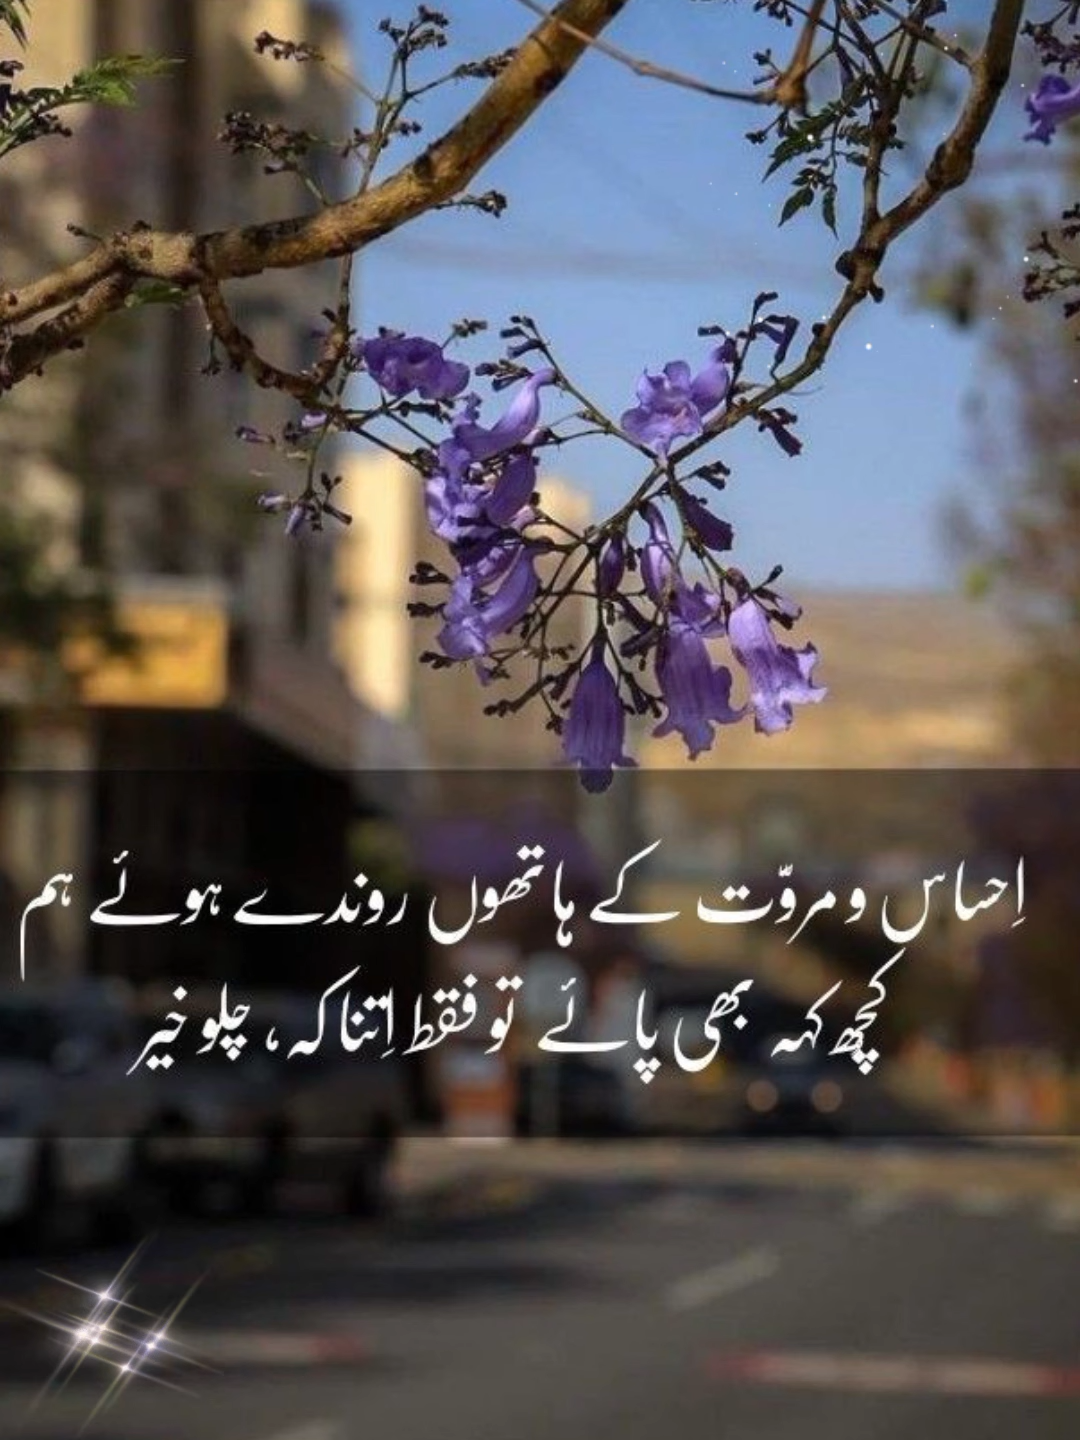 اِحساس و مروّت کے ہاتھوں روندے ہوئے ہم
کچھ کہہ بھی پائے تو فقط اِتنا کہ، چلو خیر